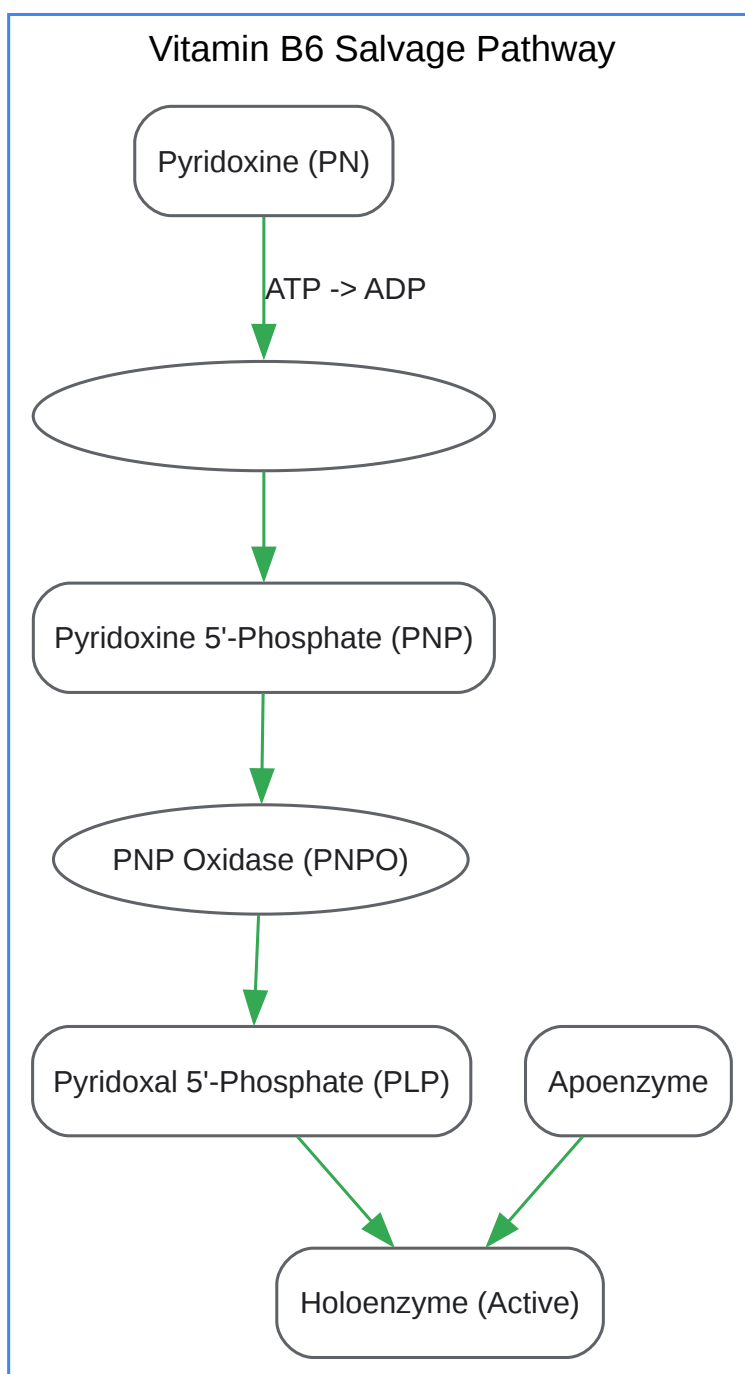 Vitamin B6 Salvage Pathway
Pyridoxine (PN)
ATP -> ADP
Pyridoxine 5'-Phosphate (PNP)
PNP Oxidase (PNPO)
Pyridoxal 5'-Phosphate (PLP)
Apoenzyme
Holoenzyme (Active)